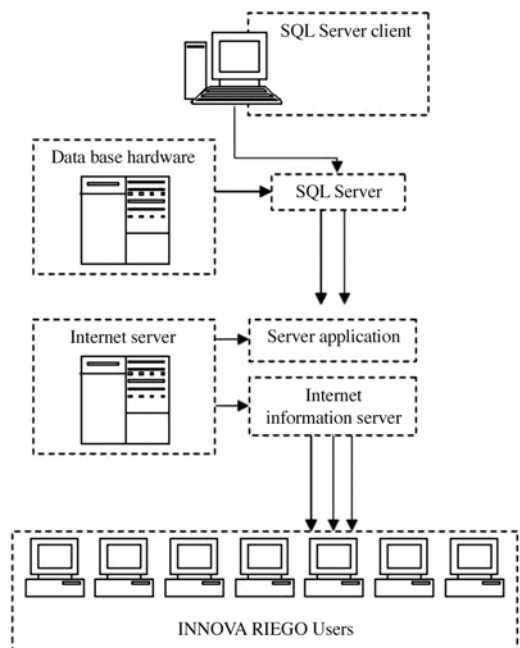 SQL Server client
Data base hardware
SQL Server
Internet server
Server application
Internet
information server
INNOVA RIEGO Users